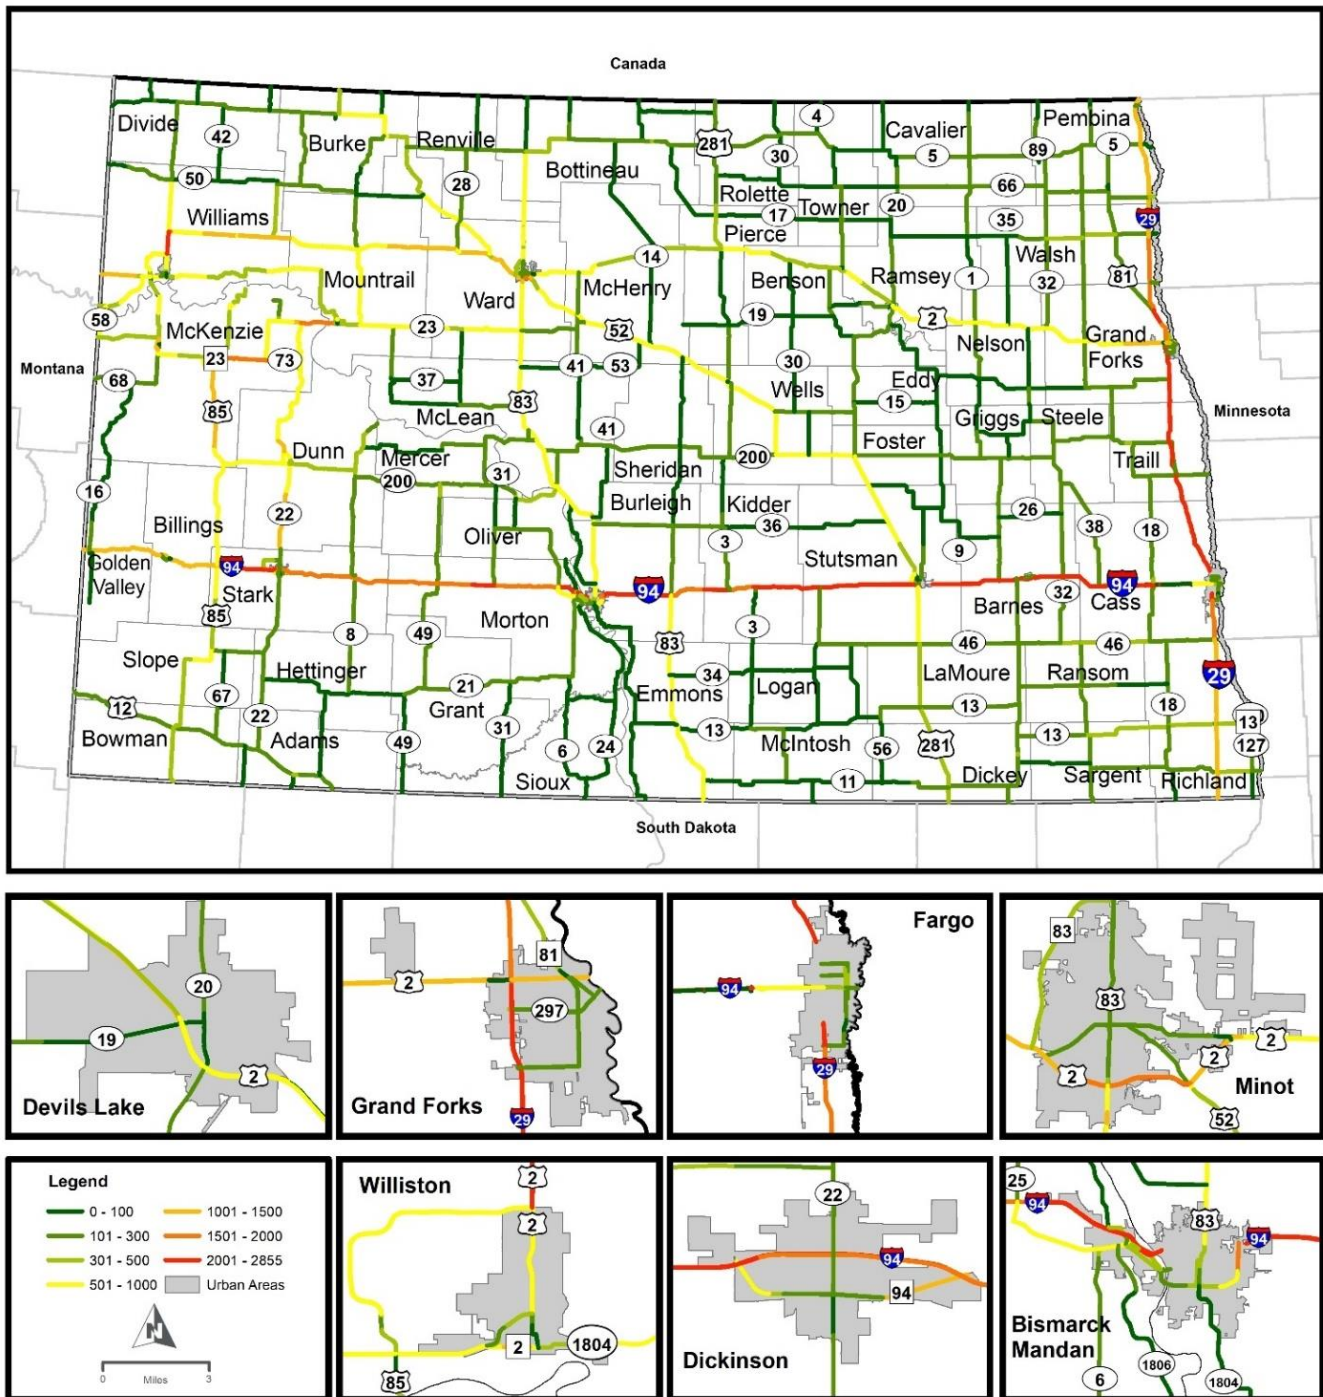 Canada
Divide
42
Burke
Renville
281
4
30
Cavalier
5
89
Pembina
5
50
28
Bottineau
Rolette
66
Williams
17
Towner
20
35
29
Pierce
14
Walsh
Mountrail
Ward
McHenry
Benson
Ramsey
1
32
81
58
McKenzie
23
52
19
2
Nelson
Grand
Forks
Montana
23
73
68
37
41
53
30
Wells
Eddy
15
Minnesota
85
McLean
83
Griggs
Steele
Dunn
41
Foster
Mercer
200
31
Sheridan
200
Traill
16
22
Burleigh
Kidder
36
26
38
18
Billings
Oliver
3
Stutsman
9
Golden
Valley
94
Stark
94
94
85
Morton
Barnes
32
Cass
8
49
83
3
46
46
Slope
Hettinger
34
LaMoure
Ransom
29
67
21
Emmons
Logan
12
22
Grant
31
13
18
Bowman
Adams
49
6
24
13
McIntosh
56
281
13
13
127
Sioux
11
Dickey
Sargent
Richland
South Dakota
20
19
2
Devils Lake
81
2
297
Grand Forks
29
Fargo
94
29
83
83
2
2
2
Minot
52
Legend
0 - 100
101 - 300
301 - 500
501 - 1000
1001 - 1500
1501 - 2000
2001 - 2855
Urban Areas
N
0 Miles 3
Williston
2
2
2
1804
85
22
94
94
Dickinson
25
94
83
94
Bismarck
Mandan
6
1806
1804